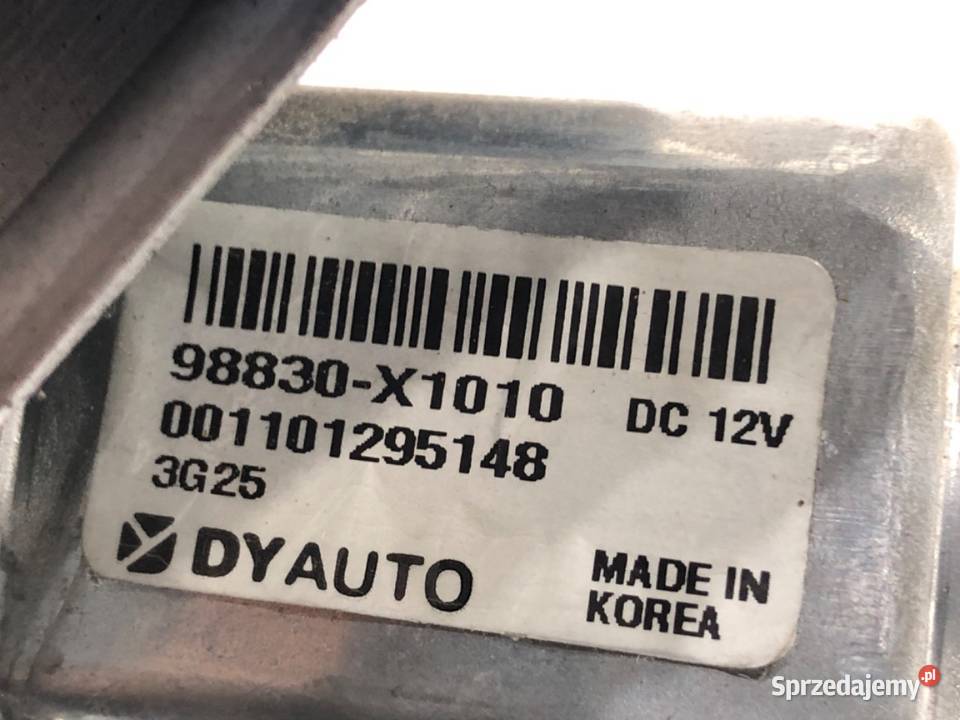 98830-X1010 DC 12V
001101295148
3G25
DYAUTO
MADE IN
KOREA
Sprzedajemy.pl